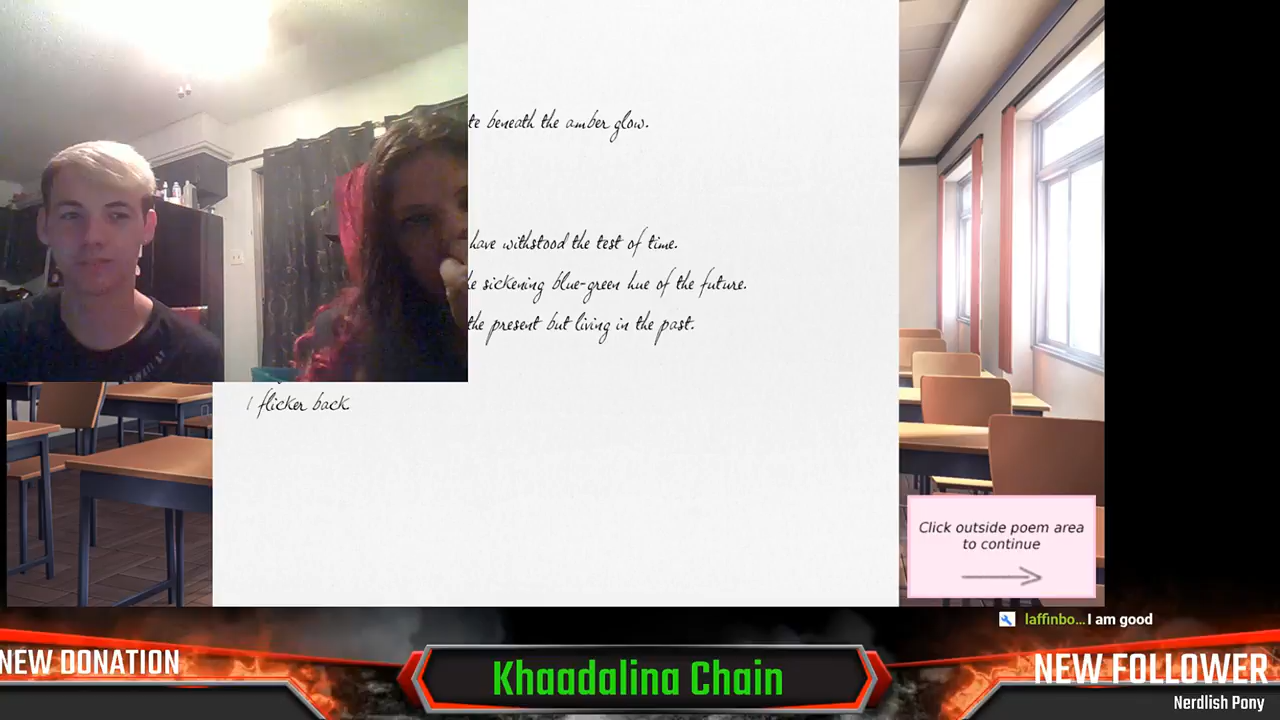 beneath the amber glow.
have withstood the test of time.
sickening blue-green hue of the future.
the present but living in the past.
I flicker back
Click outside poem area
to continue
laffinbo... I am good
NEW DONATION
Khaadalina Chain
NEW FOLLOWER
Nerdlish Pony